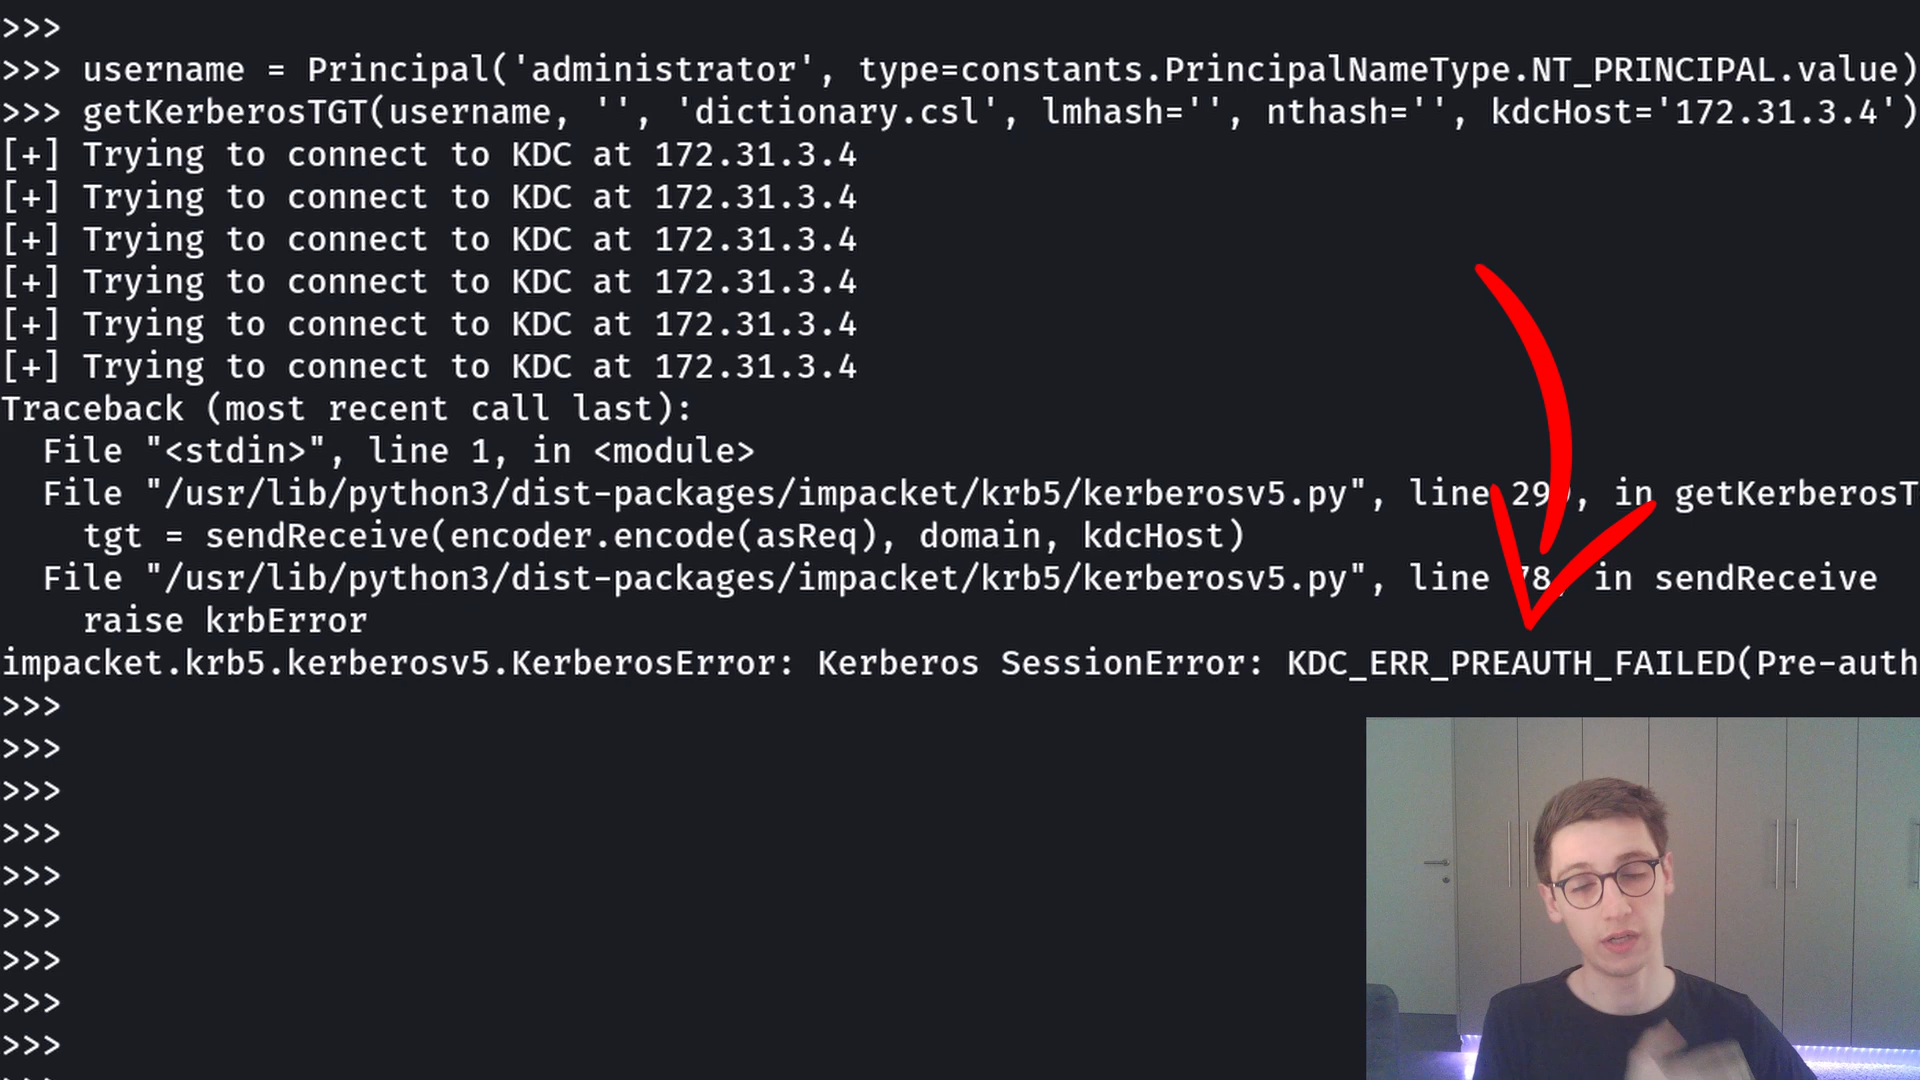 >>>
>>> username = Principal('administrator', type=constants.PrincipalNameType.NT_PRINCIPAL.value)
>>> getKerberosTGT(username, '', 'dictionary.csl', lmhash='', nthash='', kdcHost='172.31.3.4')
[+] Trying to connect to KDC at 172.31.3.4
[+] Trying to connect to KDC at 172.31.3.4
[+] Trying to connect to KDC at 172.31.3.4
[+] Trying to connect to KDC at 172.31.3.4
[+] Trying to connect to KDC at 172.31.3.4
[+] Trying to connect to KDC at 172.31.3.4
Traceback (most recent call last):
  File "<stdin>", line 1, in <module>
  File "/usr/lib/python3/dist-packages/impacket/krb5/kerberosv5.py", line in getKerberosT
    tgt = sendReceive(encoder.encode(asReq), domain, kdcHost)
  File "/usr/lib/python3/dist-packages/impacket/krb5/kerberosv5.py", line 78, in sendReceive
    raise krbError
impacket.krb5.kerberosv5.KerberosError: Kerberos SessionError: KDC_ERR_PREAUTH_FAILED(Pre-auth
>>>
>>>
>>>
>>>
>>>
>>>
>>>
>>>
>>>